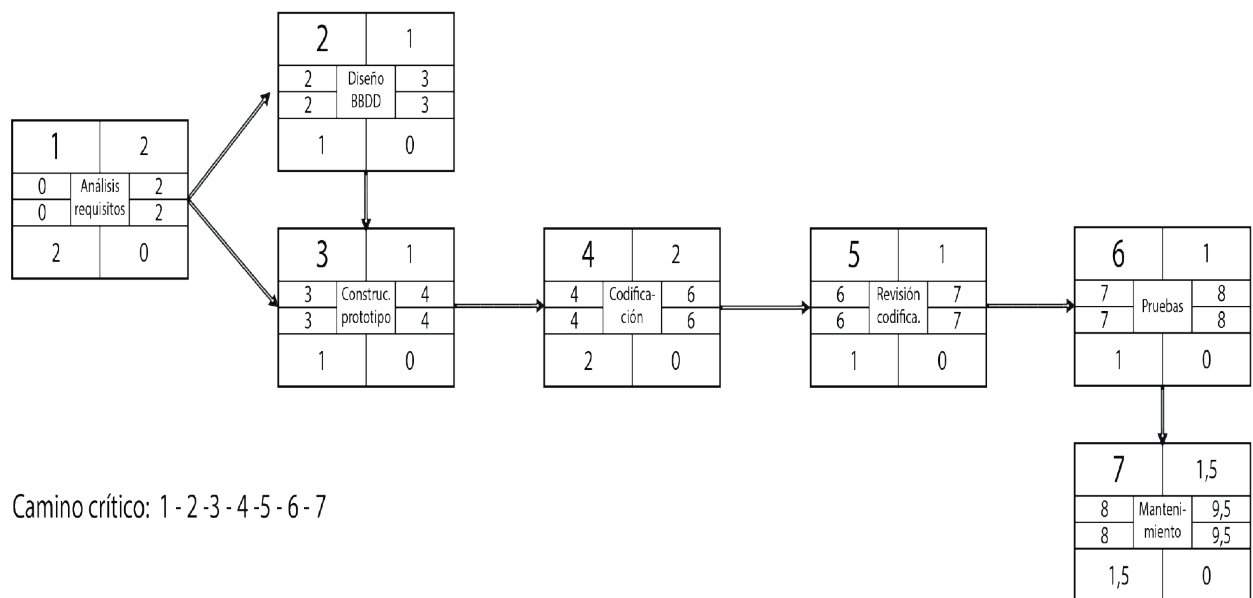 2 1
2 Diseño 3
2 BBDD 3
1 0
1 2
0 Análisis 2
0 requisitos 2
2 0
3 1
3 Construc. 4
3 prototipo 4
1 0
4 2
4 Codifica- 6
4 ción 6
2 0
5 1
6 Revisión 7
6 codifica. 7
1 0
6 1
7 Pruebas 8
7 8
1 0
7 1,5
8 Manteni- 9,5
8 miento 9,5
1,5 0
Camino crítico: 1 - 2 -3 - 4 -5 - 6 - 7